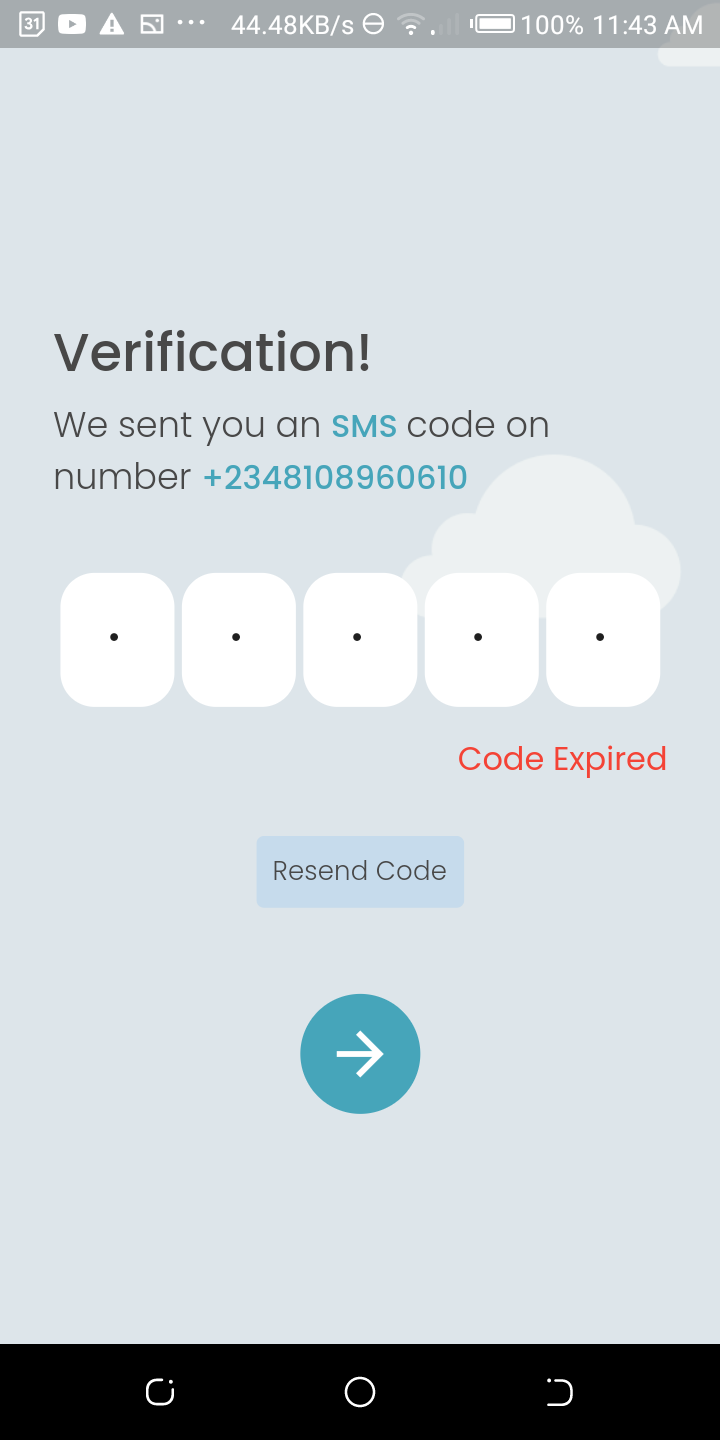 31 44.48KB/s 100% 11:43 AM
Verification!
We sent you an SMS code on
number +2348108960610
Code Expired
Resend Code